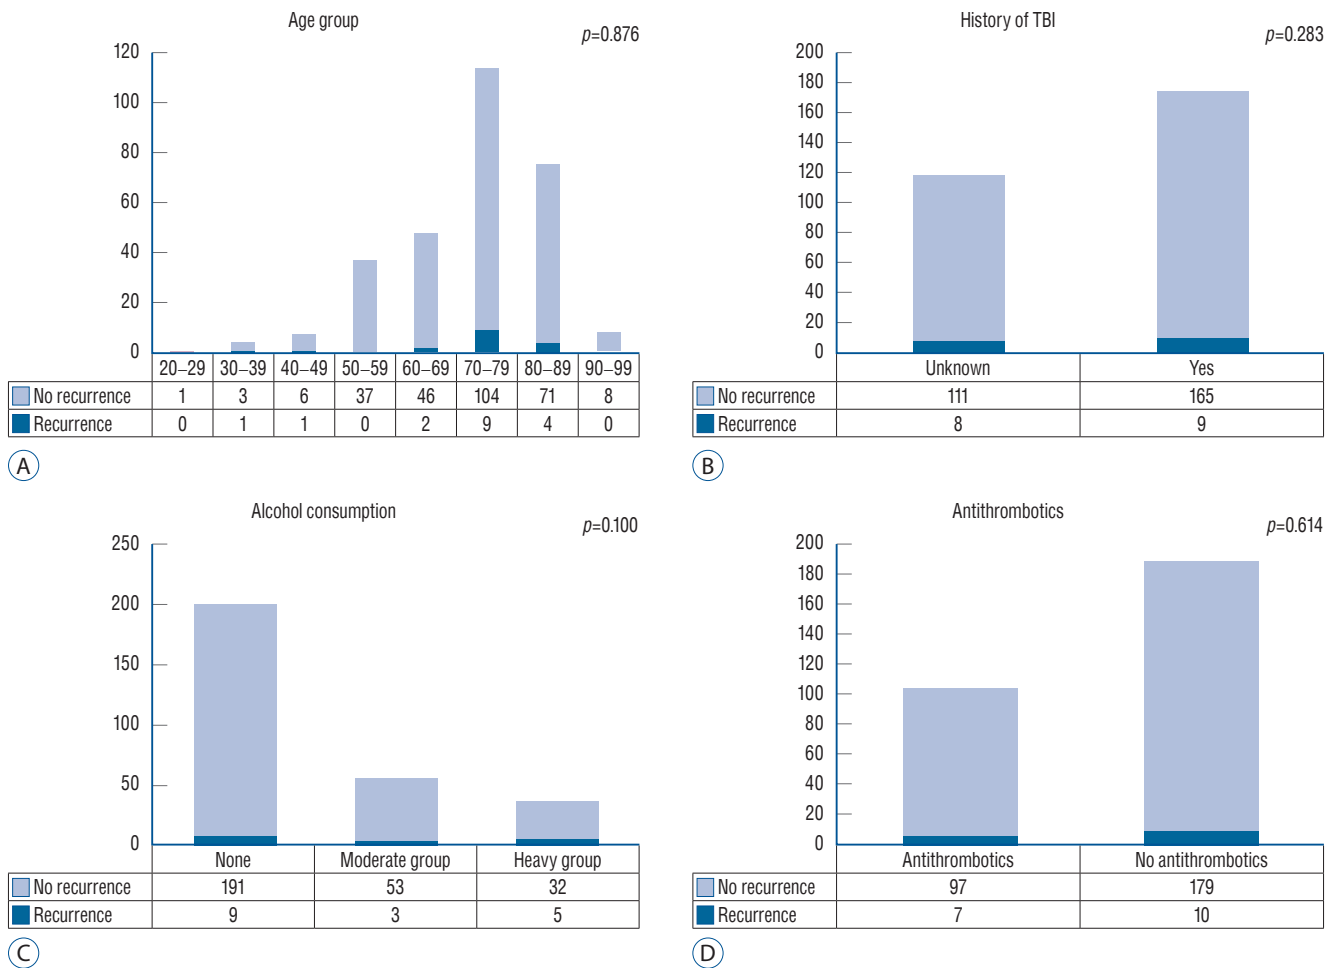 Age group
p=0.876
120
100
80
60
40
20
0
20–29 30–39 40–49 50–59 60–69 70–79 80–89 90–99
No recurrence 1 3 6 37 46 104 71 8
Recurrence 0 1 1 0 2 9 4 0
A
History of TBI
p=0.283
200
180
160
140
120
100
80
60
40
20
0
Unknown Yes
No recurrence 111 165
Recurrence 8 9
B
Alcohol consumption
p=0.100
250
200
150
100
50
0
None Moderate group Heavy group
No recurrence 191 53 32
Recurrence 9 3 5
C
Antithrombotics
p=0.614
200
180
160
140
120
100
80
60
40
20
0
Antithrombotics No antithrombotics
No recurrence 97 179
Recurrence 7 10
D